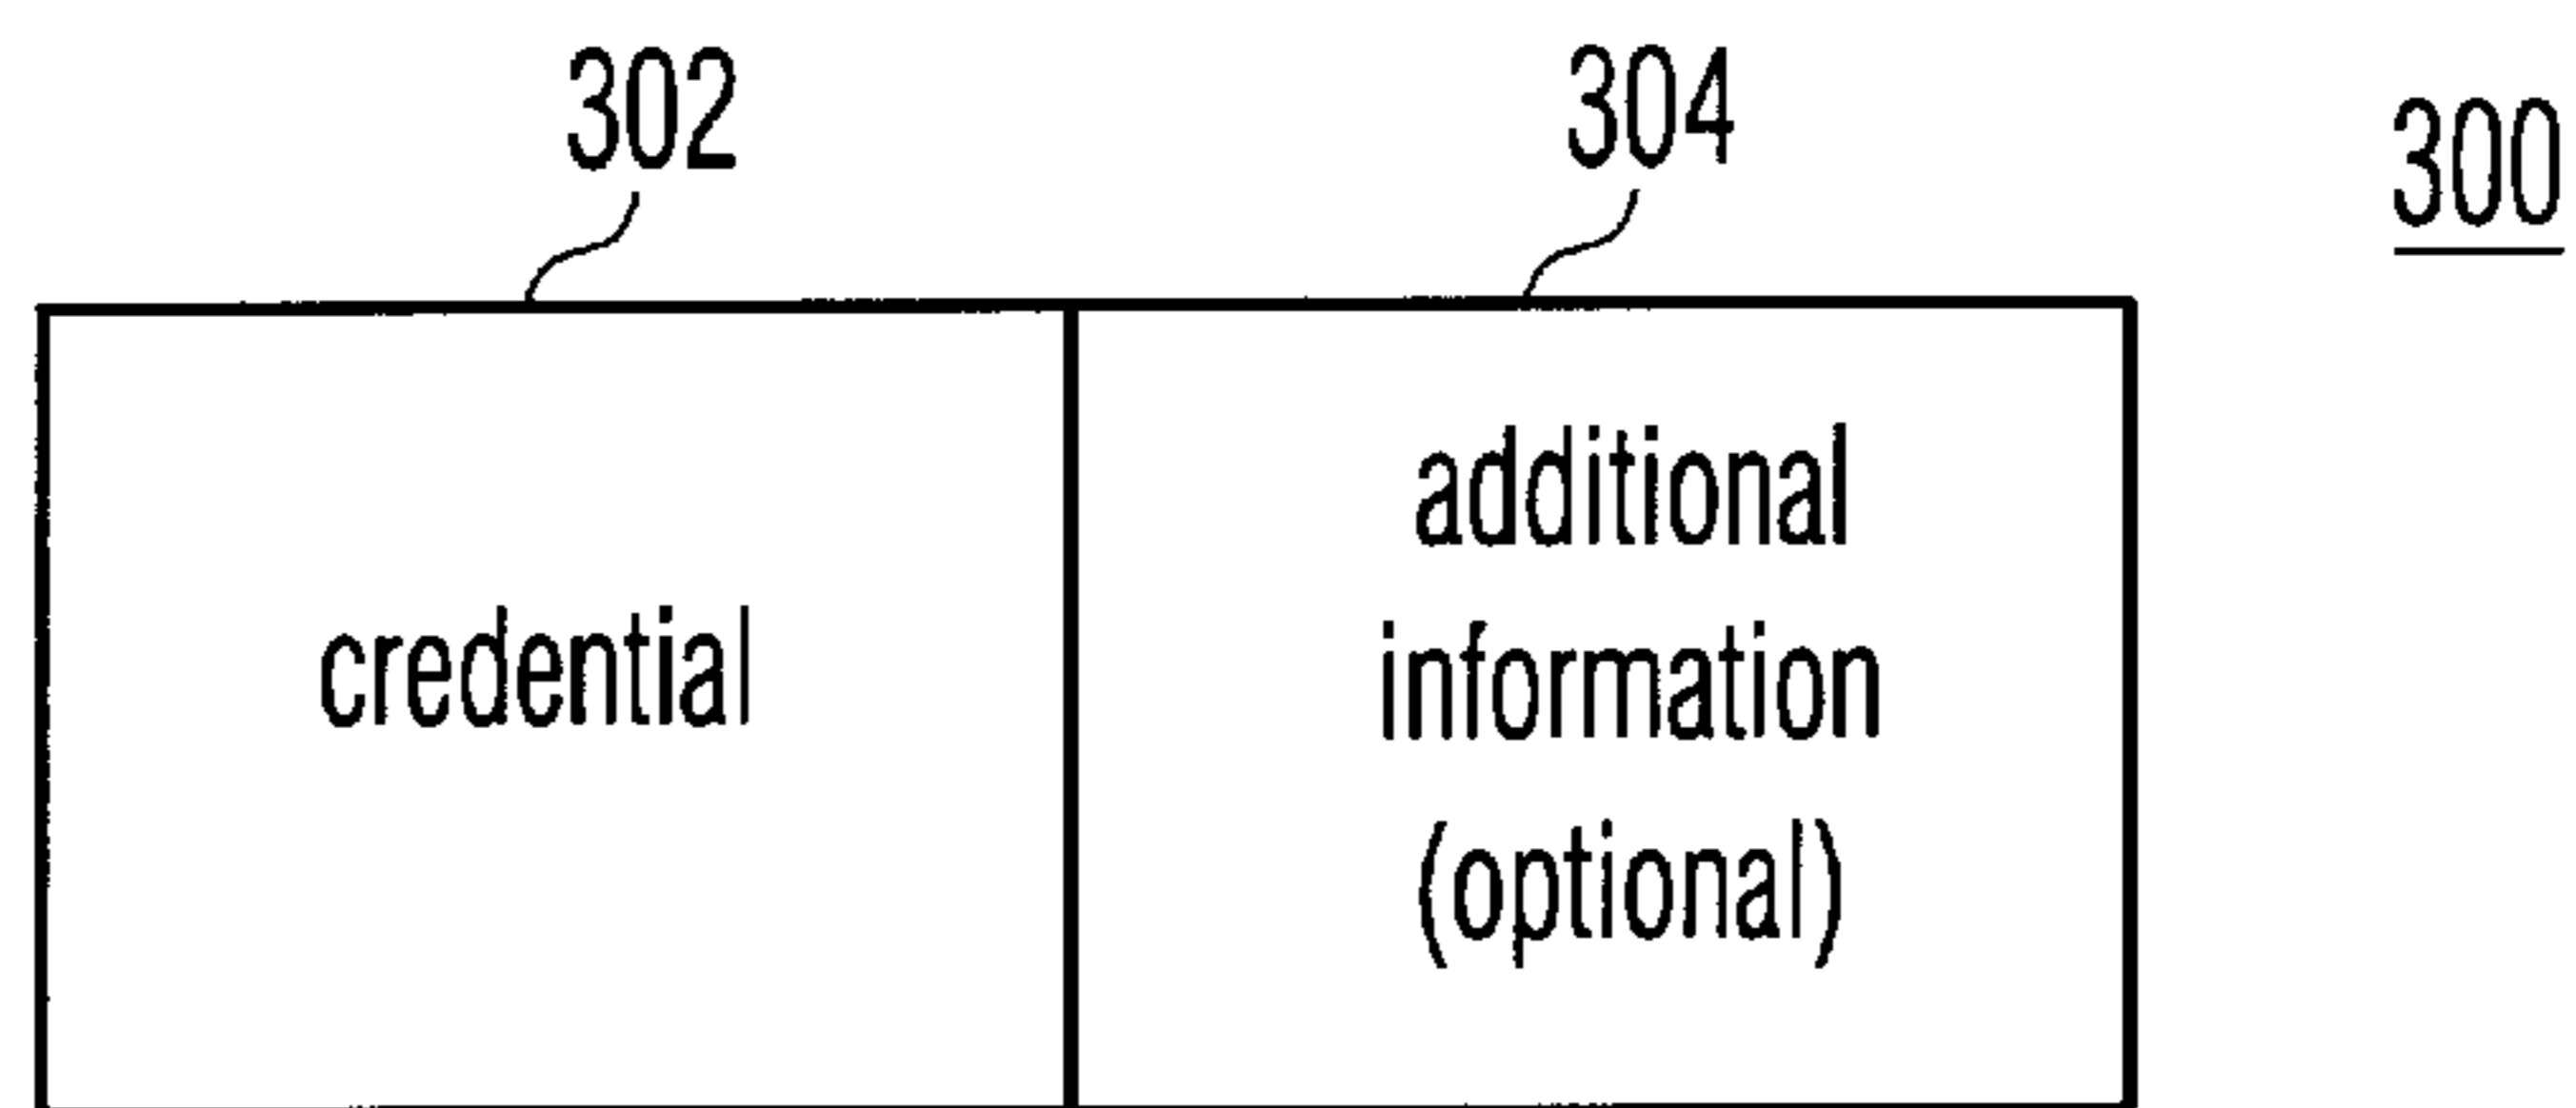 302
304
300
credential
additional
information
(optional)